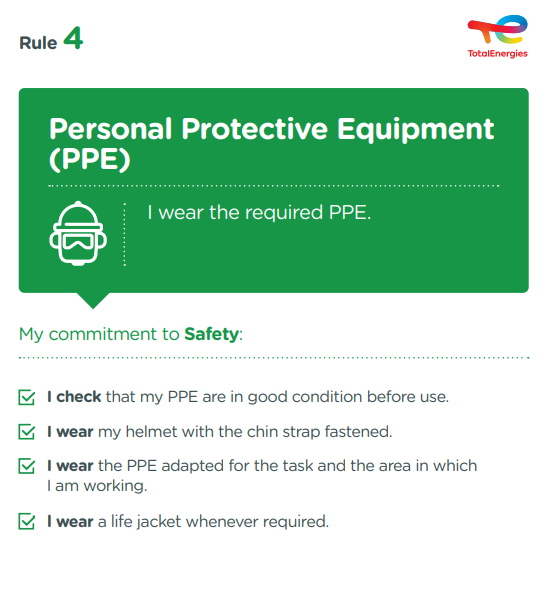 Rule 4
TotalEnergies
Personal Protective Equipment
(PPE)
I wear the required PPE.
My commitment to Safety:
I check that my PPE are in good condition before use.
I wear my helmet with the chin strap fastened.
I wear the PPE adapted for the task and the area in which
I am working.
I wear a life jacket whenever required.